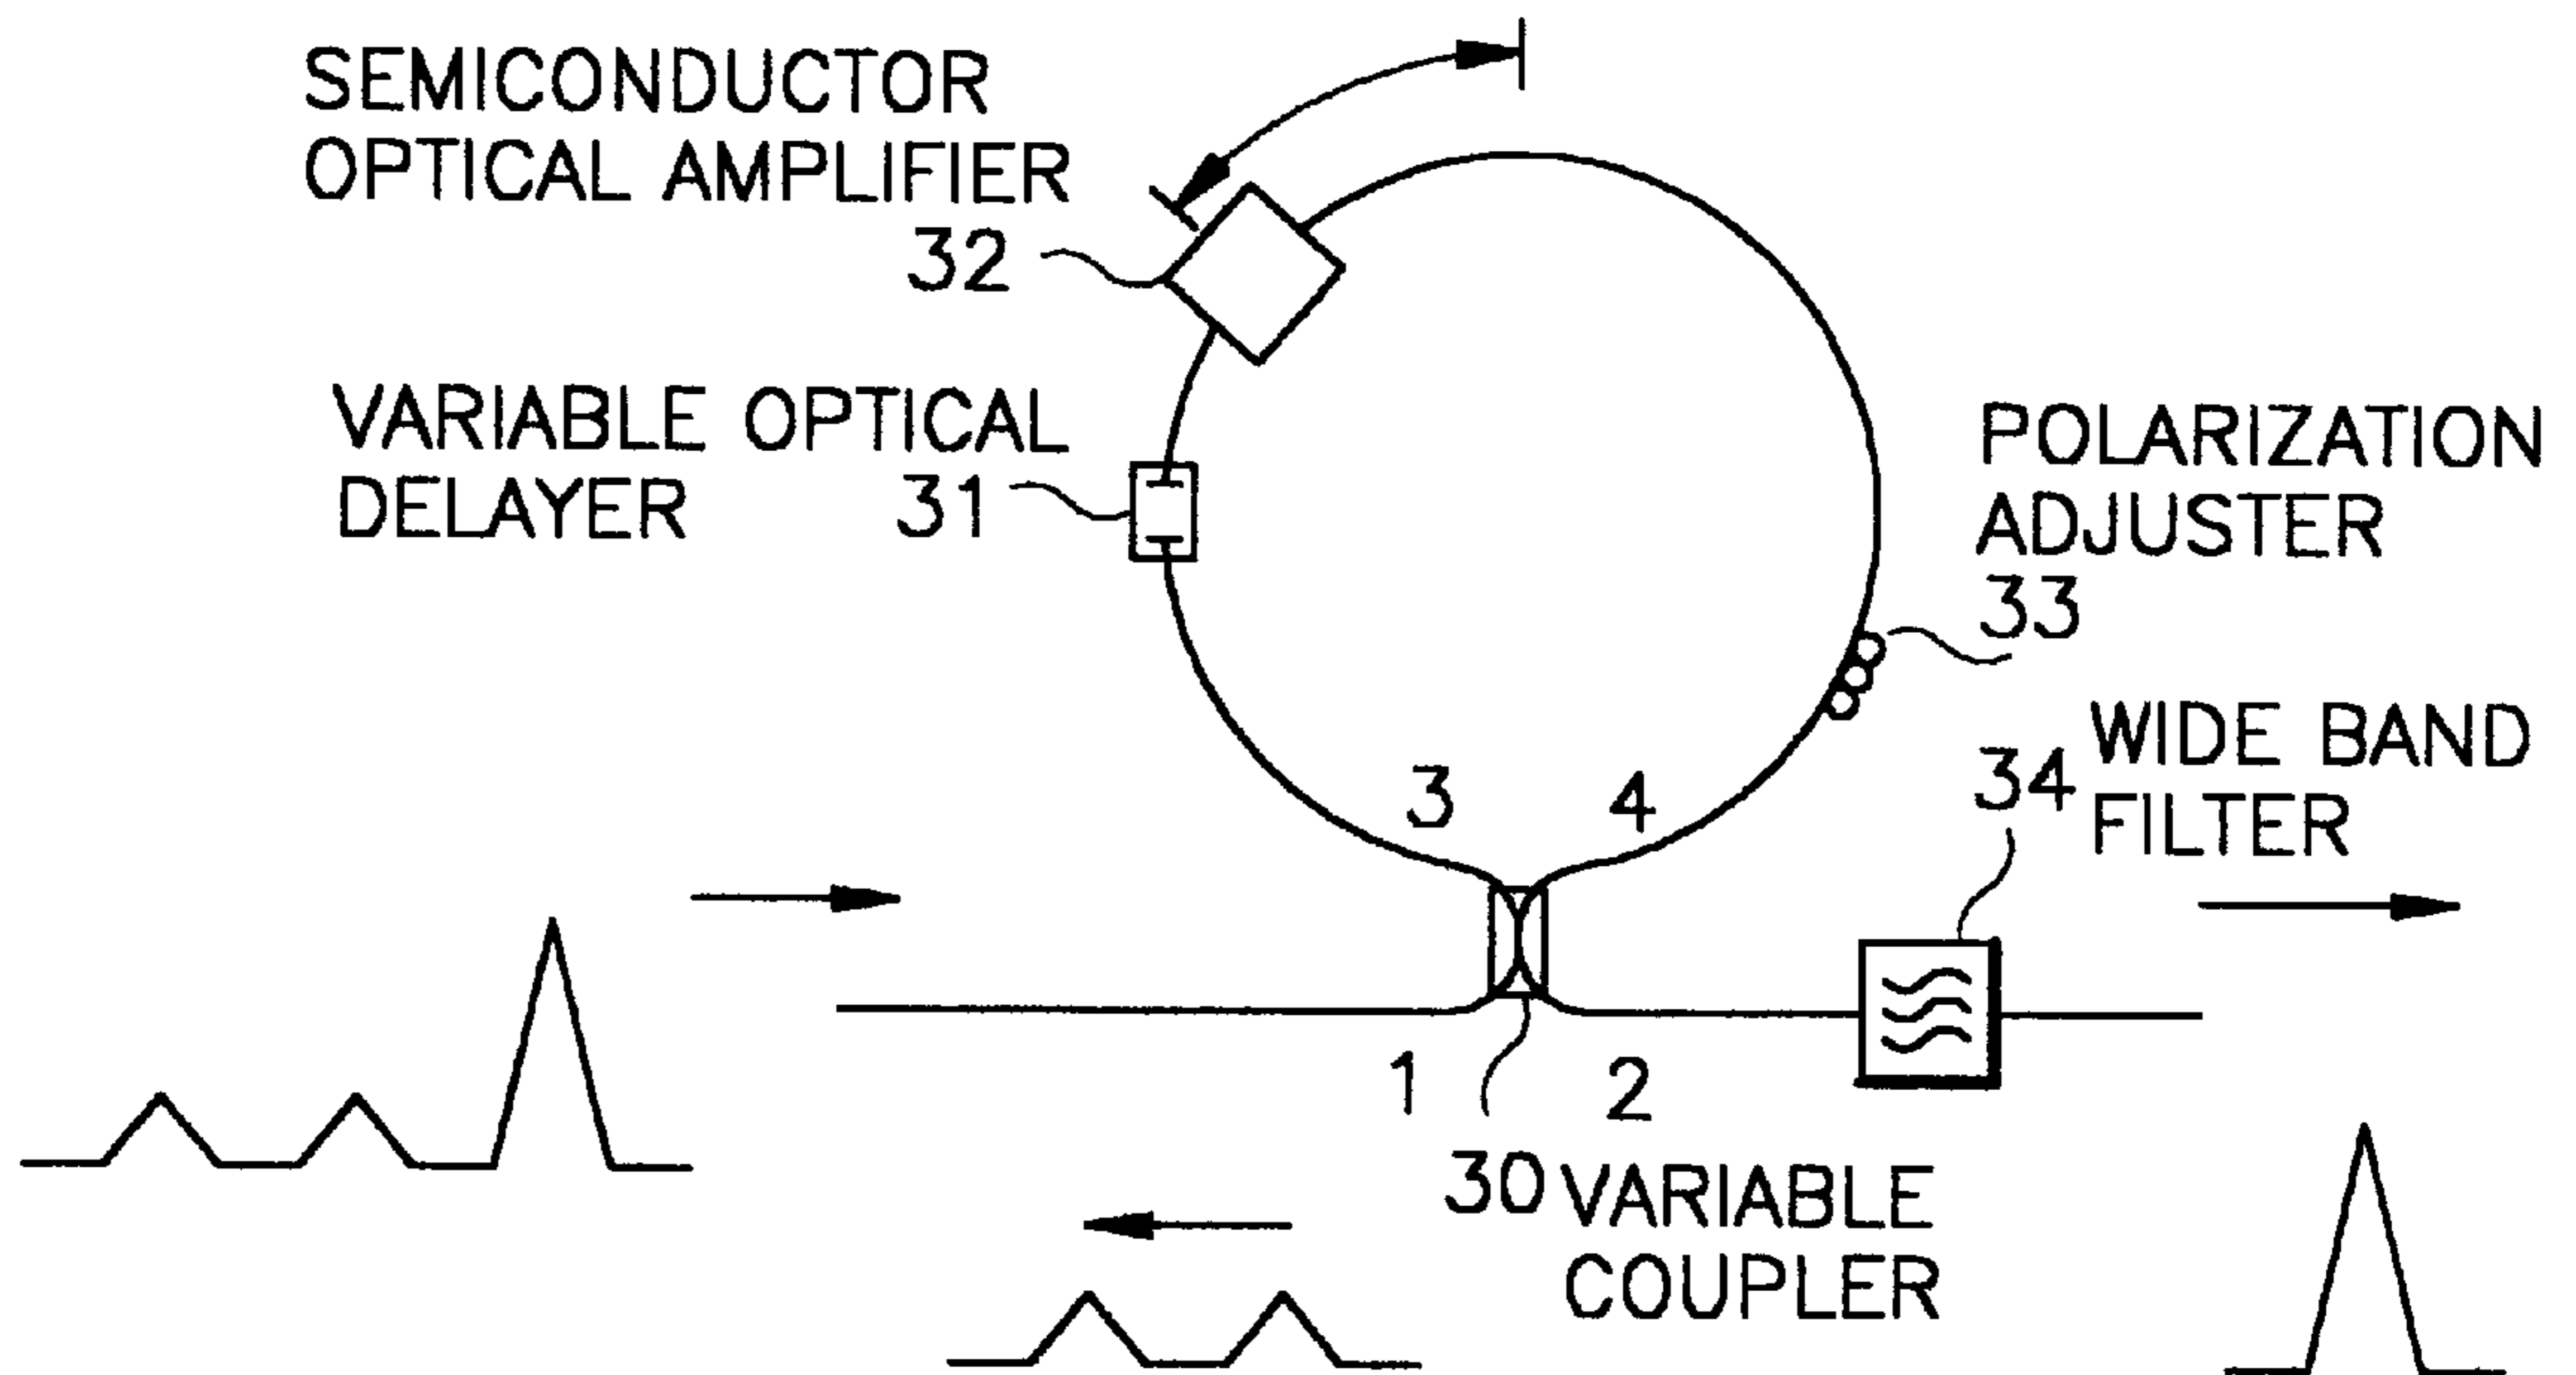 SEMICONDUCTOR
OPTICAL AMPLIFIER
32
VARIABLE OPTICAL
DELAYER 31
POLARIZATION
ADJUSTER
33
3 4
34 WIDE BAND
FILTER
1 2
30 VARIABLE
COUPLER